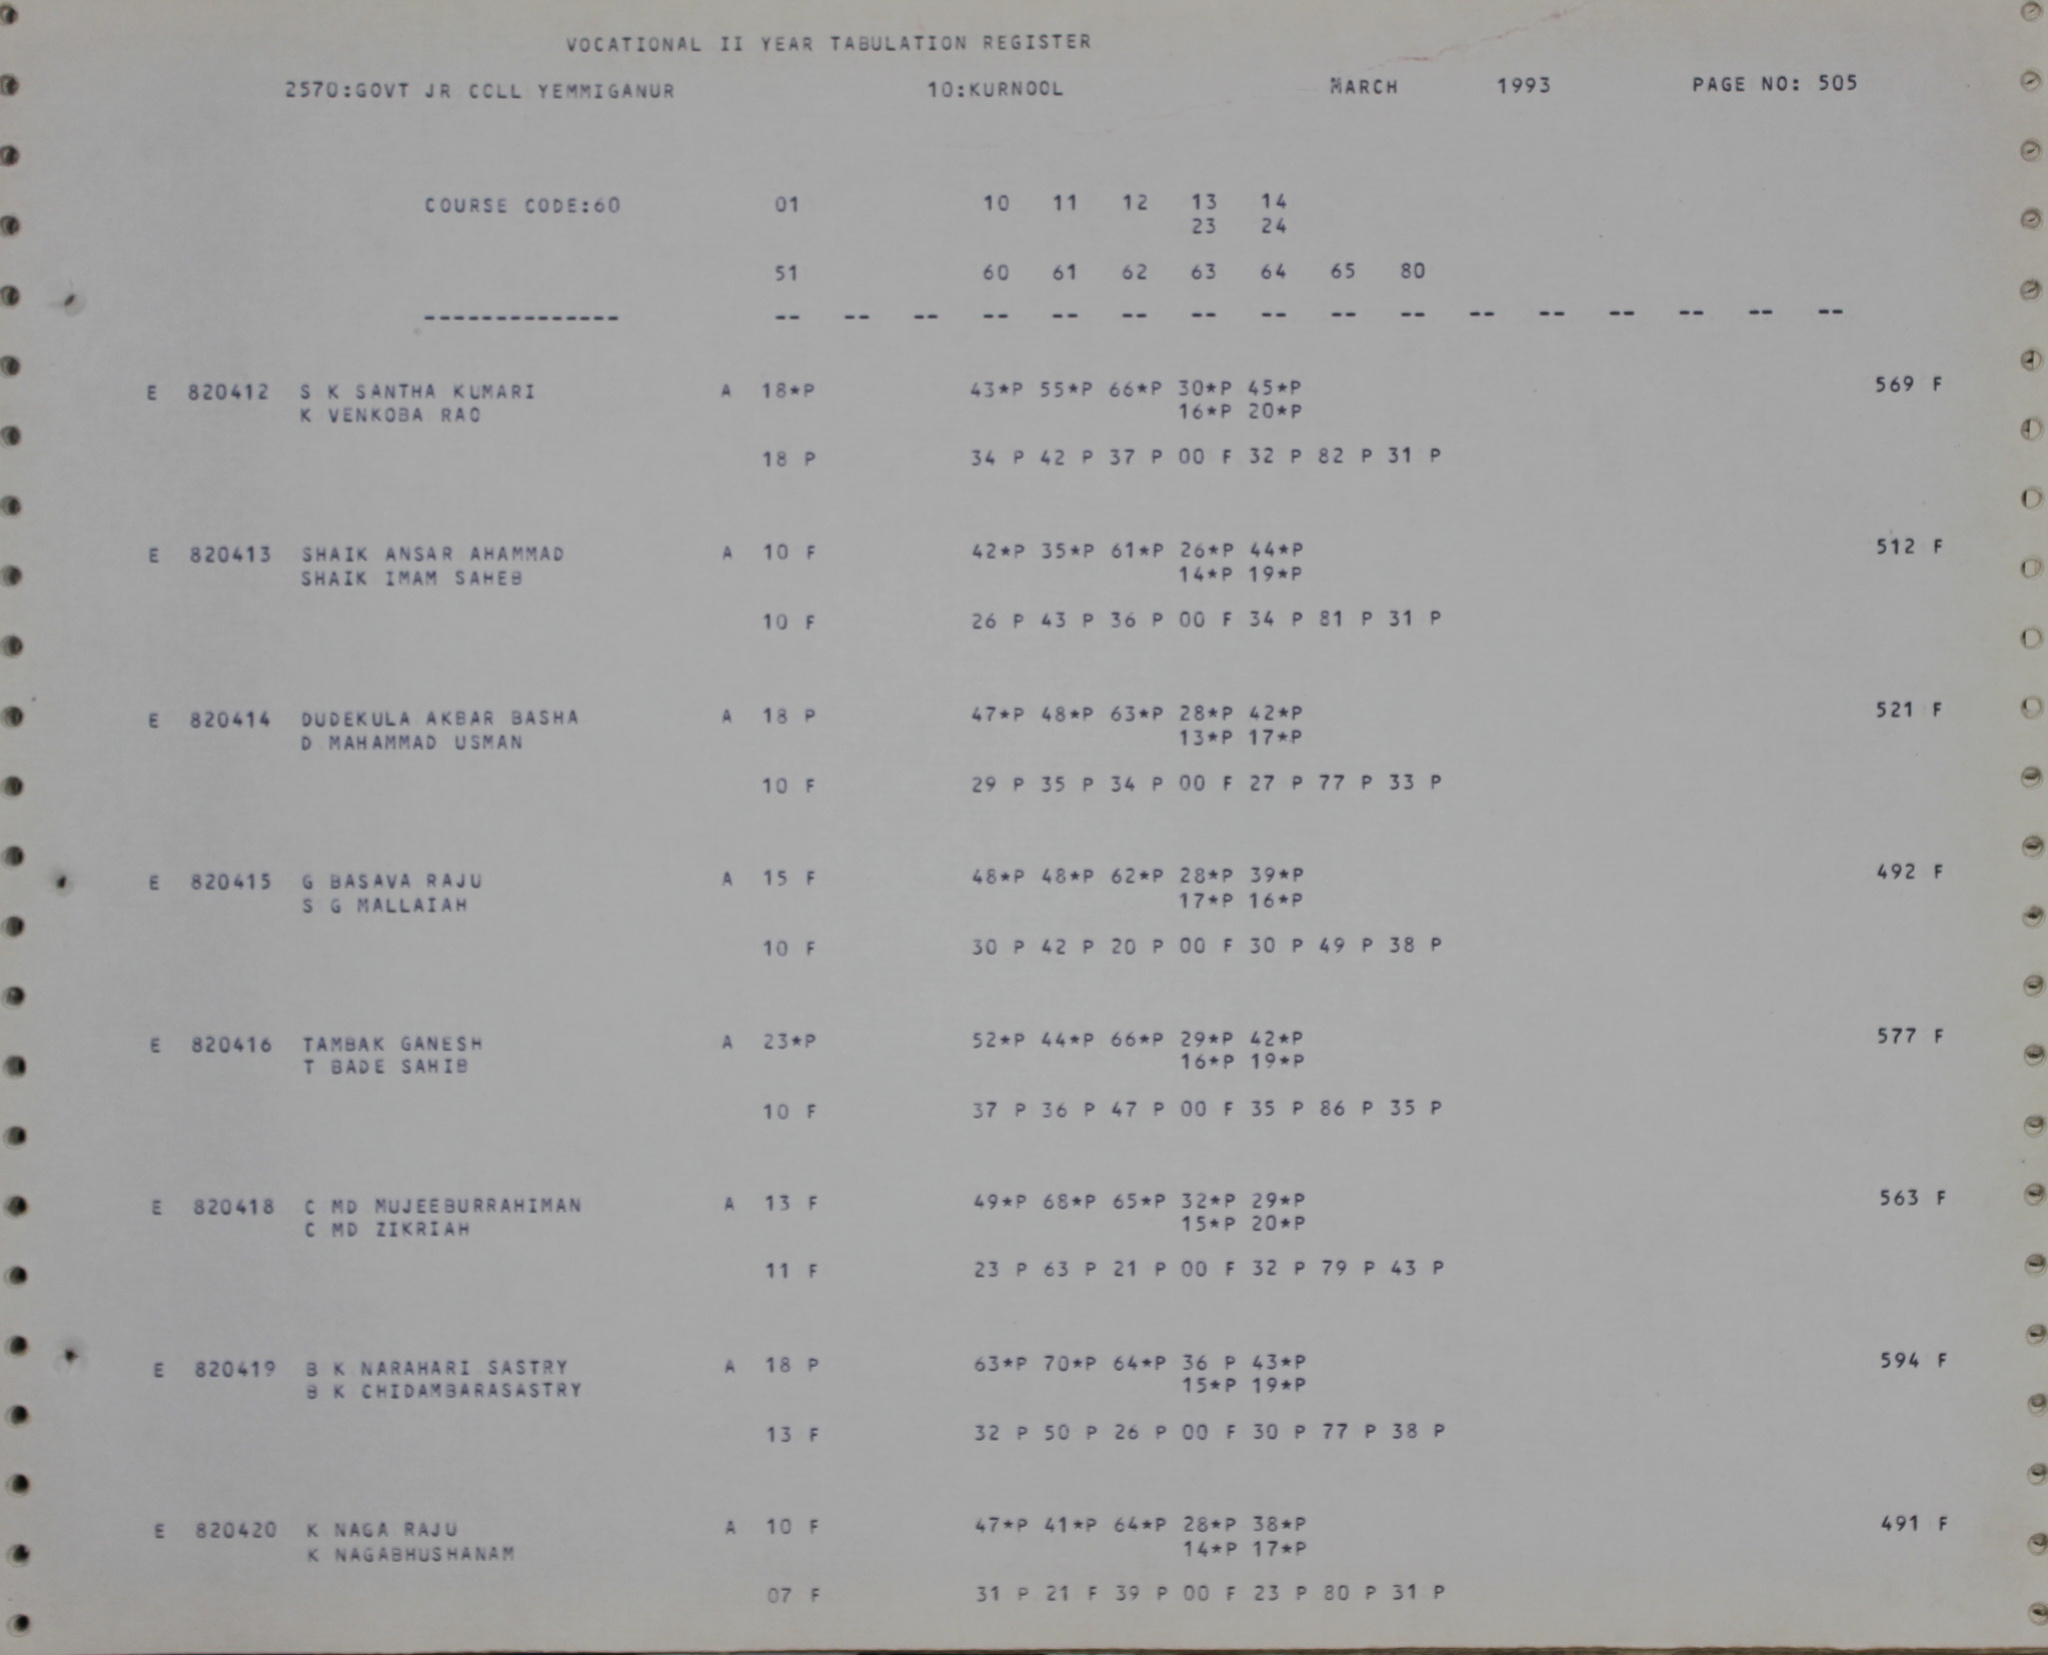 VOCATIONAL II YEAR TABULATION REGISTER
2570:GOVT JR CCLL YEMMIGANUR 10:KURNOOL MARCH 1993 PAGE NO: 505
COURSE CODE:60 01 10 11 12 13 14
23 24
51 60 61 62 63 64 65 80
-------------- -- -- -- -- -- -- -- -- -- -- -- -- -- -- -- --
E 820412 S K SANTHA KUMARI A 18*P 43*P 55*P 66*P 30*P 45*P 569 F
K VENKOBA RAO 16*P 20*P
18 P 34 P 42 P 37 P 00 F 32 P 82 P 31 P
E 820413 SHAIK ANSAR AHAMMAD A 10 F 42*P 35*P 61*P 26*P 44*P 512 F
SHAIK IMAM SAHEB 14*P 19*P
10 F 26 P 43 P 36 P 00 F 34 P 81 P 31 P
E 820414 DUDEKULA AKBAR BASHA A 18 P 47*P 48*P 63*P 28*P 42*P 521 F
D MAHAMMAD USMAN 13*P 17*P
10 F 29 P 35 P 34 P 00 F 27 P 77 P 33 P
E 820415 G BASAVA RAJU A 15 F 48*P 48*P 62*P 28*P 39*P 492 F
S G MALLAIAH 17*P 16*P
10 F 30 P 42 P 20 P 00 F 30 P 49 P 38 P
E 820416 TAMBAK GANESH A 23*P 52*P 44*P 66*P 29*P 42*P 577 F
T BADE SAHIB 16*P 19*P
10 F 37 P 36 P 47 P 00 F 35 P 86 P 35 P
E 820418 C MD MUJEEBURRAHIMAN A 13 F 49*P 68*P 65*P 32*P 29*P 563 F
C MD ZIKRIAH 15*P 20*P
11 F 23 P 63 P 21 P 00 F 32 P 79 P 43 P
E 820419 B K NARAHARI SASTRY A 18 P 63*P 70*P 64*P 36 P 43*P 594 F
B K CHIDAMBARASASTRY 15*P 19*P
13 F 32 P 50 P 26 P 00 F 30 P 77 P 38 P
E 820420 K NAGA RAJU A 10 F 47*P 41*P 64*P 28*P 38*P 491 F
K NAGABHUSHANAM 14*P 17*P
07 F 31 P 21 F 39 P 00 F 23 P 80 P 31 P